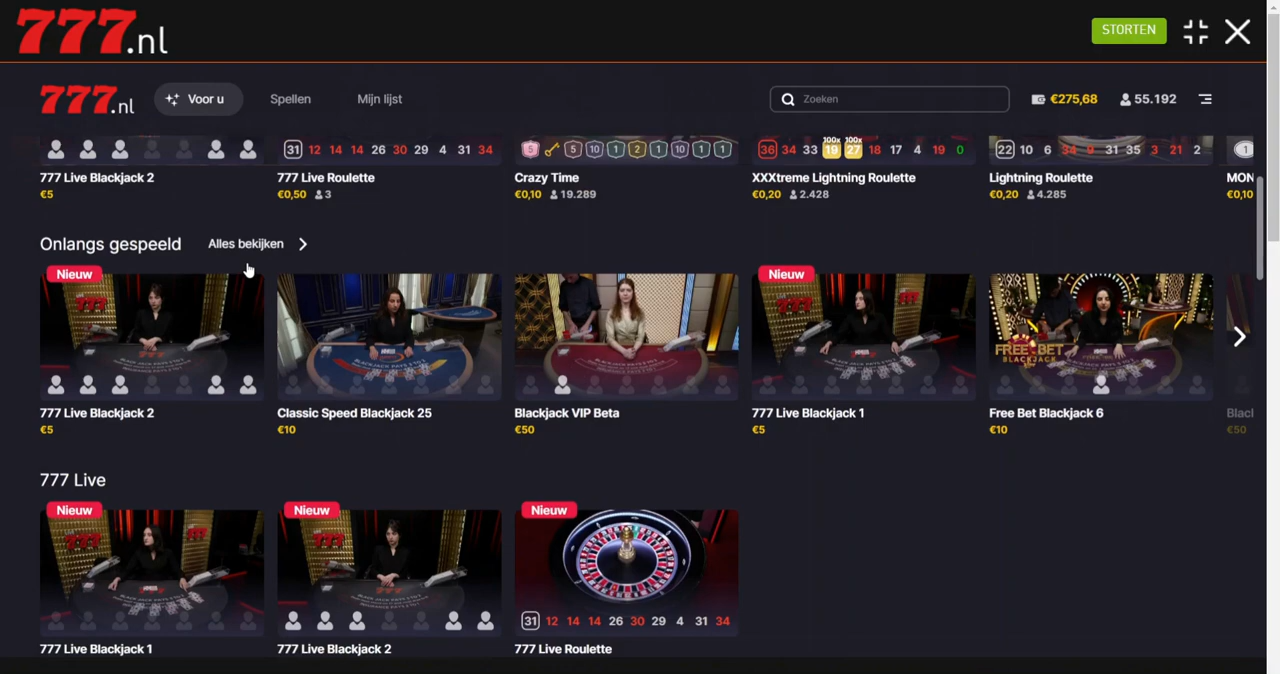 777.nl
STORTEN
777.nl
Voor u
Spellen
Mijn lijst
Zoeken
€275,68
55.192
31 12 14 14 26 30 29 4 31 34
5 5 10 1 2 1 10 1 1
36 34 33 100x 19 100x 27 18 17 4 19 0
22 10 6 34 9 31 35 3 21 2
1
777 Live Blackjack 2
777 Live Roulette
Crazy Time
XXXtreme Lightning Roulette
Lightning Roulette
MON
€5
€0,50 3
€0,10 19.289
€0,20 2.428
€0,20 4.285
€0,10
Onlangs gespeeld
Alles bekijken
Nieuw
Nieuw
777
777
FREE BET
BLACKJACK
777 Live Blackjack 2
Classic Speed Blackjack 25
Blackjack VIP Beta
777 Live Blackjack 1
Free Bet Blackjack 6
Blacl
€5
€10
€50
€5
€10
€50
777 Live
Nieuw
Nieuw
Nieuw
777
777
31 12 14 14 26 30 29 4 31 34
777 Live Blackjack 1
777 Live Blackjack 2
777 Live Roulette